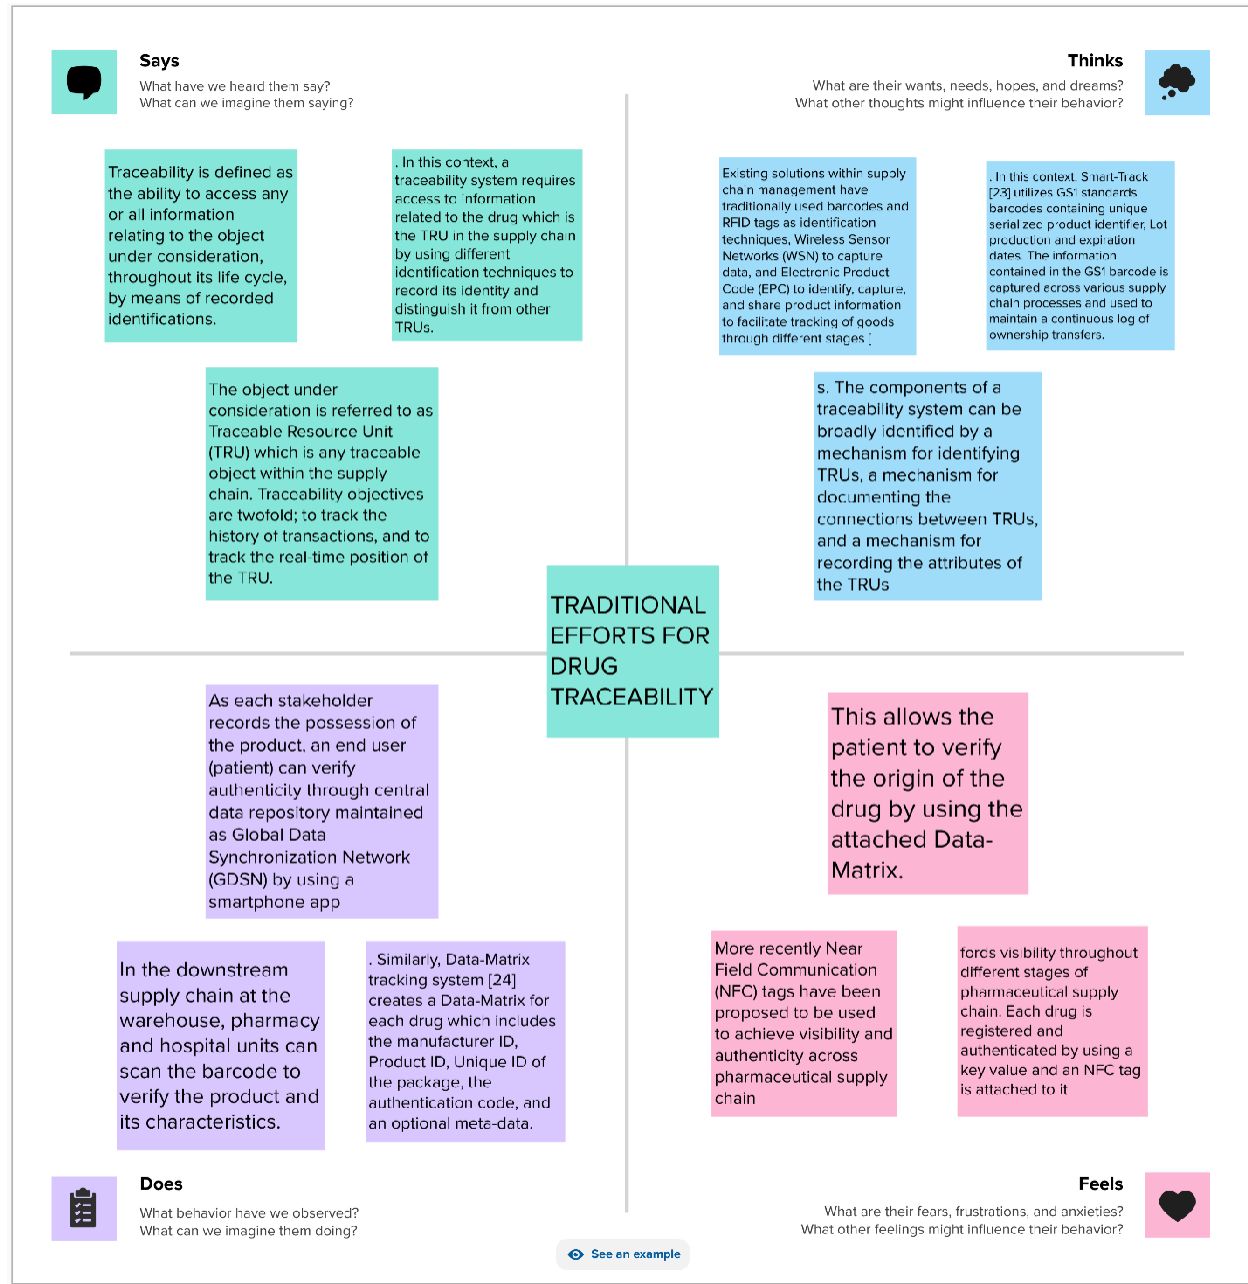 Says
What have we heard them say?
What can we imagine them saying?
Thinks
What are their wants, needs, hopes, and dreams?
What other thoughts might influence their behavior?
Traceability is defined as
the ability to access any
or all information
relating to the object
under consideration,
throughout its life cycle,
by means of recorded
identifications.
. In this context, a
traceability system requires
access to information
related to the drug which is
the TRU in the supply chain
by using different
identification techniques to
record its identity and
distinguish it from other
TRUs.
The object under
consideration is referred to as
Traceable Resource Unit
(TRU) which is any traceable
object within the supply
chain. Traceability objectives
are twofold; to track the
history of transactions, and to
track the real-time position of
the TRU.
Existing solutions within supply
chain management have
traditionally used barcodes and
RFID tags as identification
techniques, Wireless Sensor
Networks (WSN) to capture
data, and Electronic Product
Code (EPC) to identify, capture,
and share product information
to facilitate tracking of goods
through different stages [
. In this context, Smart-Track
[23] utilizes GS1 standards
barcodes containing unique
serialized product identifier, Lot
production and expiration
dates. The information
contained in the GS1 barcode is
captured across various supply
chain processes and used to
maintain a continuous log of
ownership transfers.
s. The components of a
traceability system can be
broadly identified by a
mechanism for identifying
TRUs, a mechanism for
documenting the
connections between TRUs,
and a mechanism for
recording the attributes of
the TRUs
TRADITIONAL
EFFORTS FOR
DRUG
TRACEABILITY
As each stakeholder
records the possession of
the product, an end user
(patient) can verify
authenticity through central
data repository maintained
as Global Data
Synchronization Network
(GDSN) by using a
smartphone app
In the downstream
supply chain at the
warehouse, pharmacy
and hospital units can
scan the barcode to
verify the product and
its characteristics.
. Similarly, Data-Matrix
tracking system [24]
creates a Data-Matrix for
each drug which includes
the manufacturer ID,
Product ID, Unique ID of
the package, the
authentication code, and
an optional meta-data.
This allows the
patient to verify
the origin of the
drug by using the
attached Data-
Matrix.
More recently Near
Field Communication
(NFC) tags have been
proposed to be used
to achieve visibility and
authenticity across
pharmaceutical supply
chain
fords visibility throughout
different stages of
pharmaceutical supply
chain. Each drug is
registered and
authenticated by using a
key value and an NFC tag
is attached to it
Does
What behavior have we observed?
What can we imagine them doing?
Feels
What are their fears, frustrations, and anxieties?
What other feelings might influence their behavior?
See an example